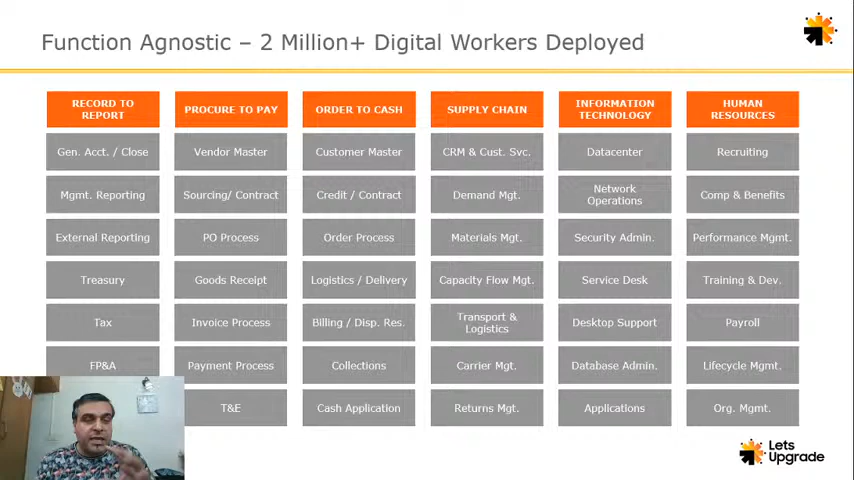 Function Agnostic – 2 Million+ Digital Workers Deployed
RECORD TO
REPORT
PROCURE TO PAY
ORDER TO CASH
SUPPLY CHAIN
INFORMATION
TECHNOLOGY
HUMAN
RESOURCES
Gen. Acct. / Close
Vendor Master
Customer Master
CRM & Cust. Svc.
Datacenter
Recruiting
Mgmt. Reporting
Sourcing/ Contract
Credit / Contract
Demand Mgt.
Network
Operations
Comp & Benefits
External Reporting
PO Process
Order Process
Materials Mgt.
Security Admin.
Performance Mgmt.
Treasury
Goods Receipt
Logistics / Delivery
Capacity Flow Mgt.
Service Desk
Training & Dev.
Tax
Invoice Process
Billing / Disp. Res.
Transport &
Logistics
Desktop Support
Payroll
FP&A
Payment Process
Collections
Carrier Mgt.
Database Admin.
Lifecycle Mgmt.
T&E
Cash Application
Returns Mgt.
Applications
Org. Mgmt.
Lets
Upgrade